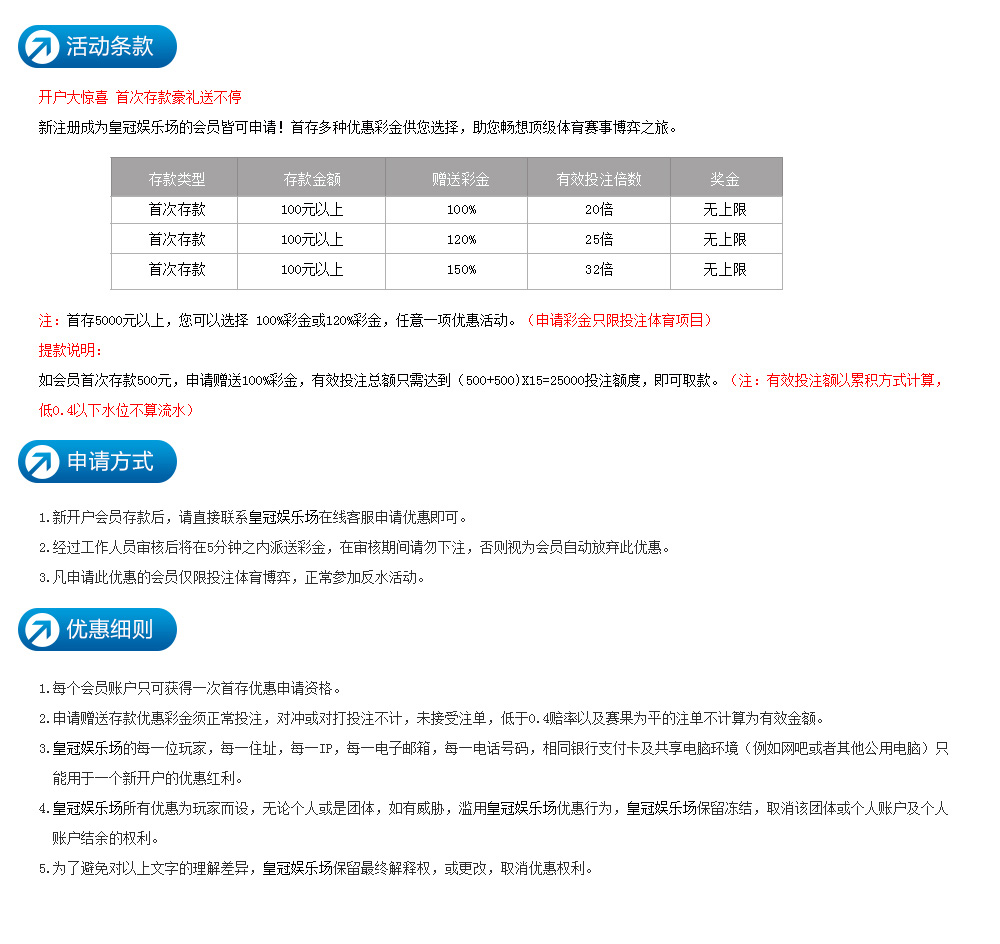 活动条款
开户大惊喜 首次存款豪礼送不停
新注册成为皇冠娱乐场的会员皆可申请！首存多种优惠彩金供您选择，助您畅想顶级体育赛事博弈之旅。
存款类型 存款金额 赠送彩金 有效投注倍数 奖金
首次存款 100元以上 100% 20倍 无上限
首次存款 100元以上 120% 25倍 无上限
首次存款 100元以上 150% 32倍 无上限
注：首存5000元以上，您可以选择 100%彩金或120%彩金，任意一项优惠活动。（申请彩金只限投注体育项目）
提款说明：
如会员首次存款500元，申请赠送100%彩金，有效投注总额只需达到（500+500)X15=25000投注额度，即可取款。（注：有效投注额以累积方式计算，
低0.4以下水位不算流水）
申请方式
1.新开户会员存款后，请直接联系皇冠娱乐场在线客服申请优惠即可。
2.经过工作人员审核后将在5分钟之内派送彩金，在审核期间请勿下注，否则视为会员自动放弃此优惠。
3.凡申请此优惠的会员仅限投注体育博弈，正常参加反水活动。
优惠细则
1.每个会员账户只可获得一次首存优惠申请资格。
2.申请赠送存款优惠彩金须正常投注，对冲或对打投注不计，未接受注单，低于0.4赔率以及赛果为平的注单不计算为有效金额。
3.皇冠娱乐场的每一位玩家，每一住址，每一IP，每一电子邮箱，每一电话号码，相同银行支付卡及共享电脑环境（例如网吧或者其他公用电脑）只
能用于一个新开户的优惠红利。
4.皇冠娱乐场所有优惠为玩家而设，无论个人或是团体，如有威胁，滥用皇冠娱乐场优惠行为，皇冠娱乐场保留冻结，取消该团体或个人账户及个人
账户结余的权利。
5.为了避免对以上文字的理解差异，皇冠娱乐场保留最终解释权，或更改，取消优惠权利。